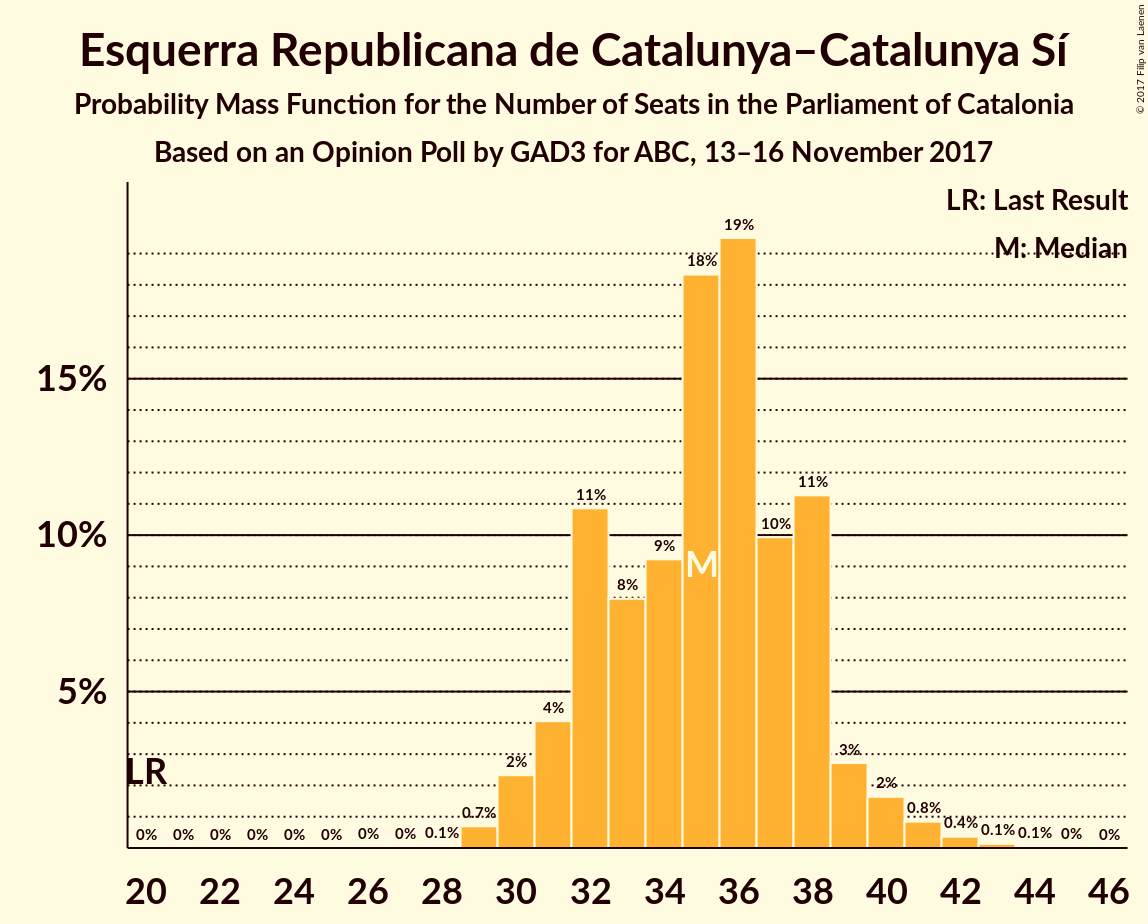 Esquerra Republicana de Catalunya–Catalunya Sí
Probability Mass Function for the Number of Seats in the Parliament of Catalonia
Based on an Opinion Poll by GAD3 for ABC, 13–16 November 2017
© 2017 Filip van Laenen
LR: Last Result
M: Median
19%
18%
15%
11%
11%
10%
10%
9%
M
8%
5%
4%
3%
2%
LR
2%
0.7%
0.8%
0.4%
0% 0% 0% 0% 0% 0% 0% 0% 0.1% 0.1% 0.1% 0% 0%
20 22 24 26 28 30 32 34 36 38 40 42 44 46